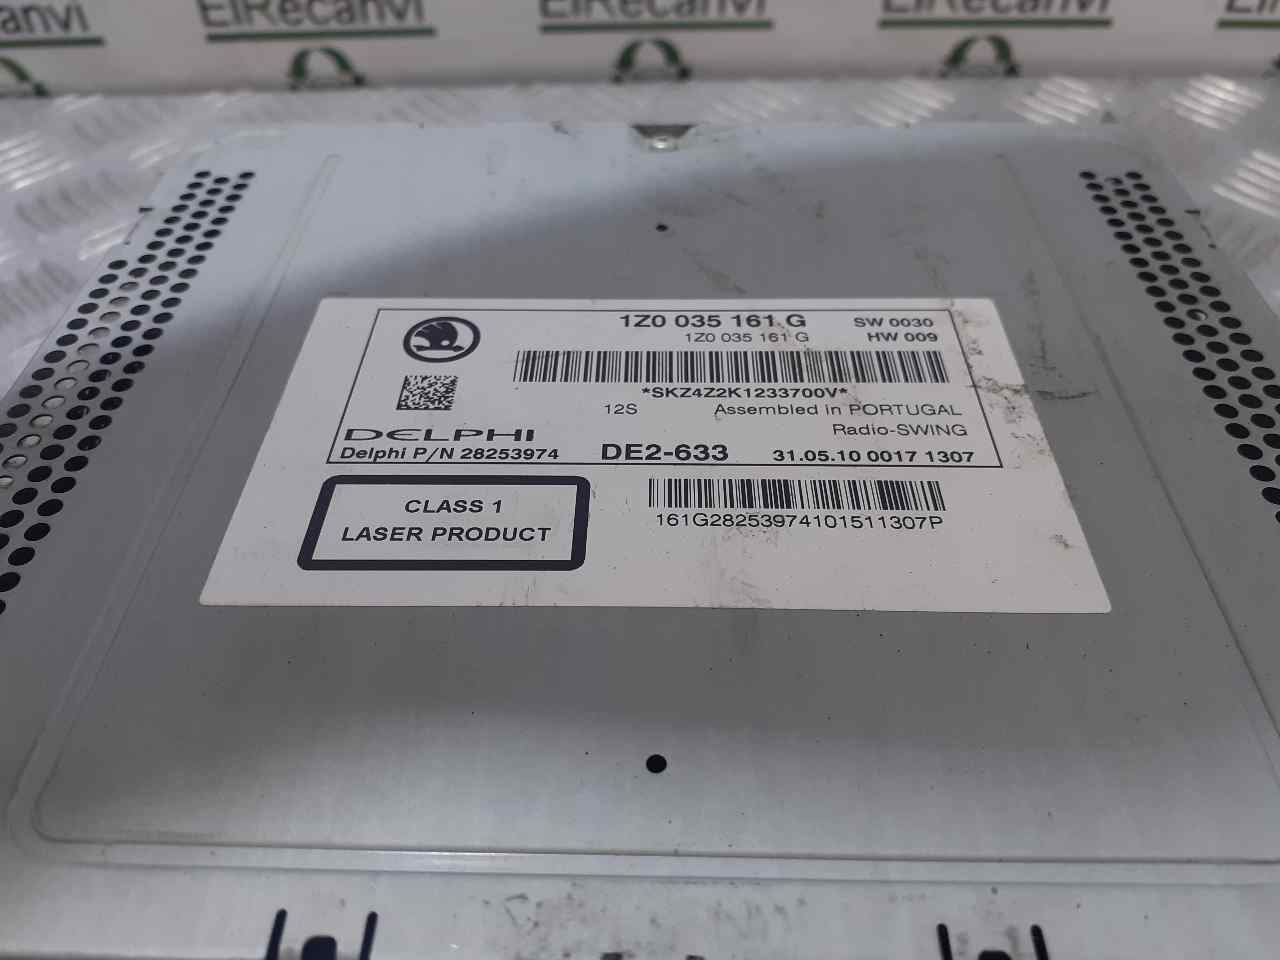 ElRecanvi ElRecanvi ElRecanvi
1Z0 035 161 G SW 0030
1Z0 035 161 G HW 009
*SKZ4Z2K1233700V*
12S Assembled in PORTUGAL
Radio-SWING
DELPHI
Delphi P/N 28253974 DE2-633 31.05.10 0017 1307
CLASS 1
LASER PRODUCT
161G28253974101511307P